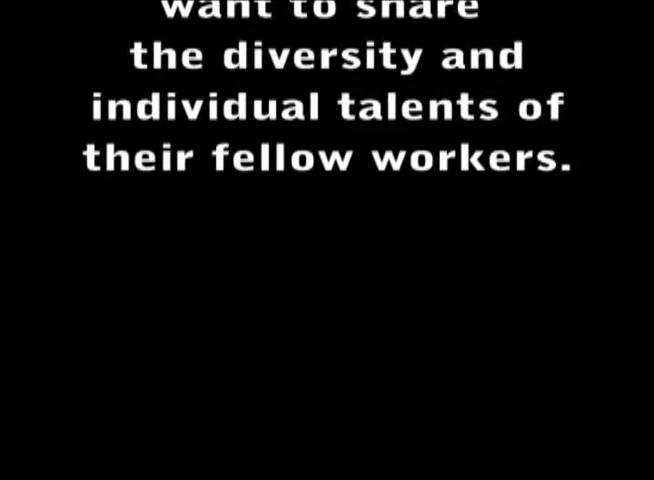 want to share
the diversity and
individual talents of
their fellow workers.